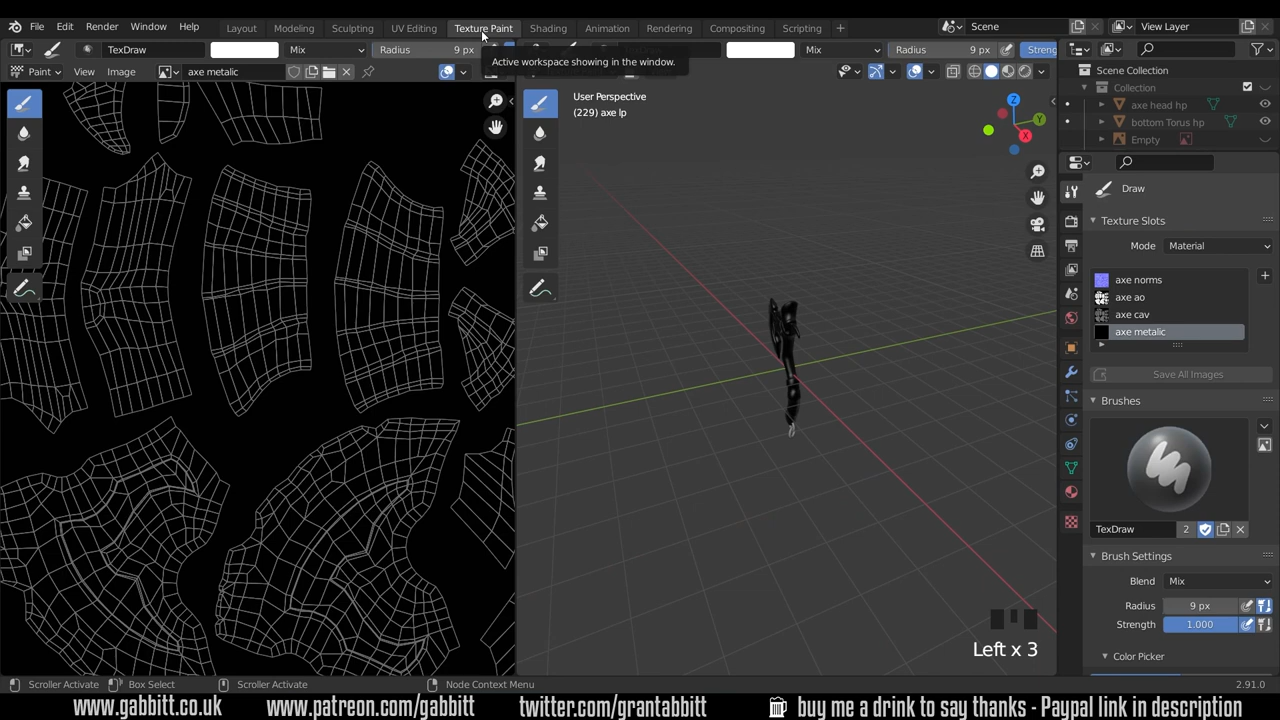 File Edit Render Window Help Layout Modeling Sculpting UV Editing Texture Paint Shading Animation Rendering Compositing Scripting Scene View Layer
TexDraw Mix Radius 9 px Mix Radius 9 px Streng
Active workspace showing in the window.
Paint View Image axe metalic
User Perspective
(229) axe lp
Scene Collection
Collection
axe head hp
bottom Torus hp
Empty
Draw
Texture Slots
Mode Material
axe norms
axe ao
axe cav
axe metalic
Save All Images
Brushes
TexDraw 2
Brush Settings
Blend Mix
Radius 9 px
Strength 1.000
Color Picker
Left x 3
Scroller Activate Box Select Scroller Activate Node Context Menu 2.91.0
www.gabbitt.co.uk www.patreon.com/gabbitt twitter.com/grantabbitt buy me a drink to say thanks - Paypal link in description